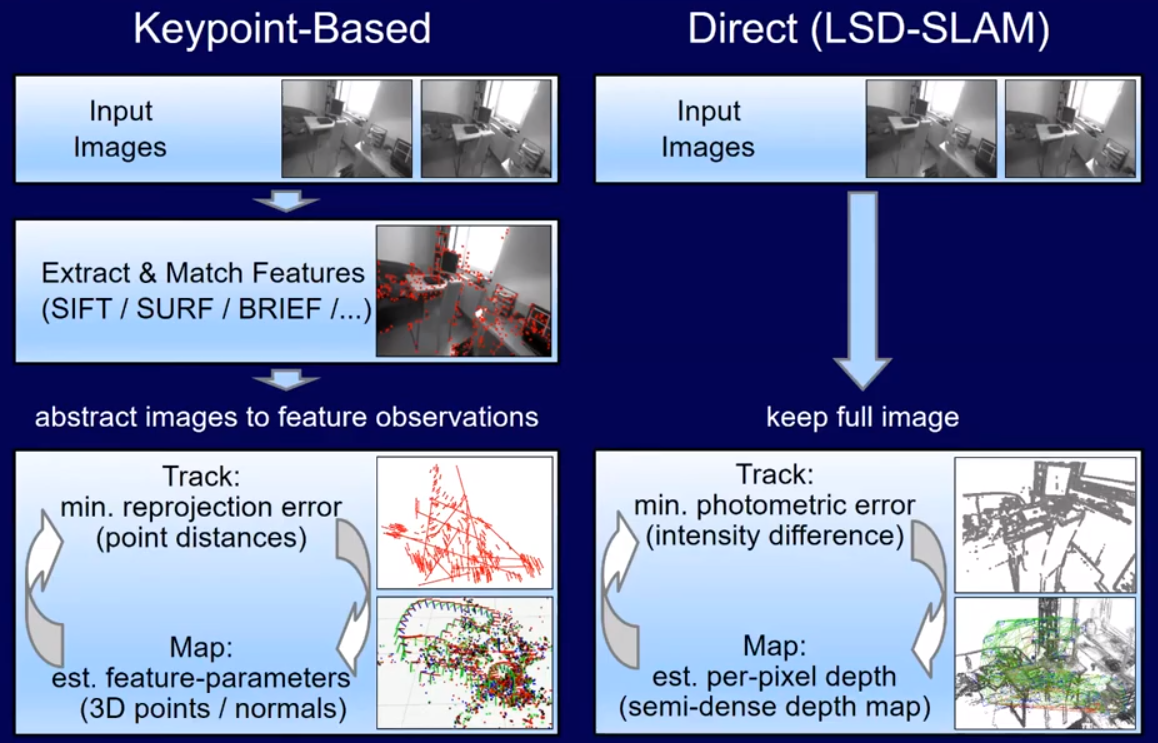 Keypoint-Based
Input
Images
Extract & Match Features
(SIFT / SURF / BRIEF /...)
abstract images to feature observations
Track:
min. reprojection error
(point distances)
Map:
est. feature-parameters
(3D points / normals)
Direct (LSD-SLAM)
Input
Images
keep full image
Track:
min. photometric error
(intensity difference)
Map:
est. per-pixel depth
(semi-dense depth map)